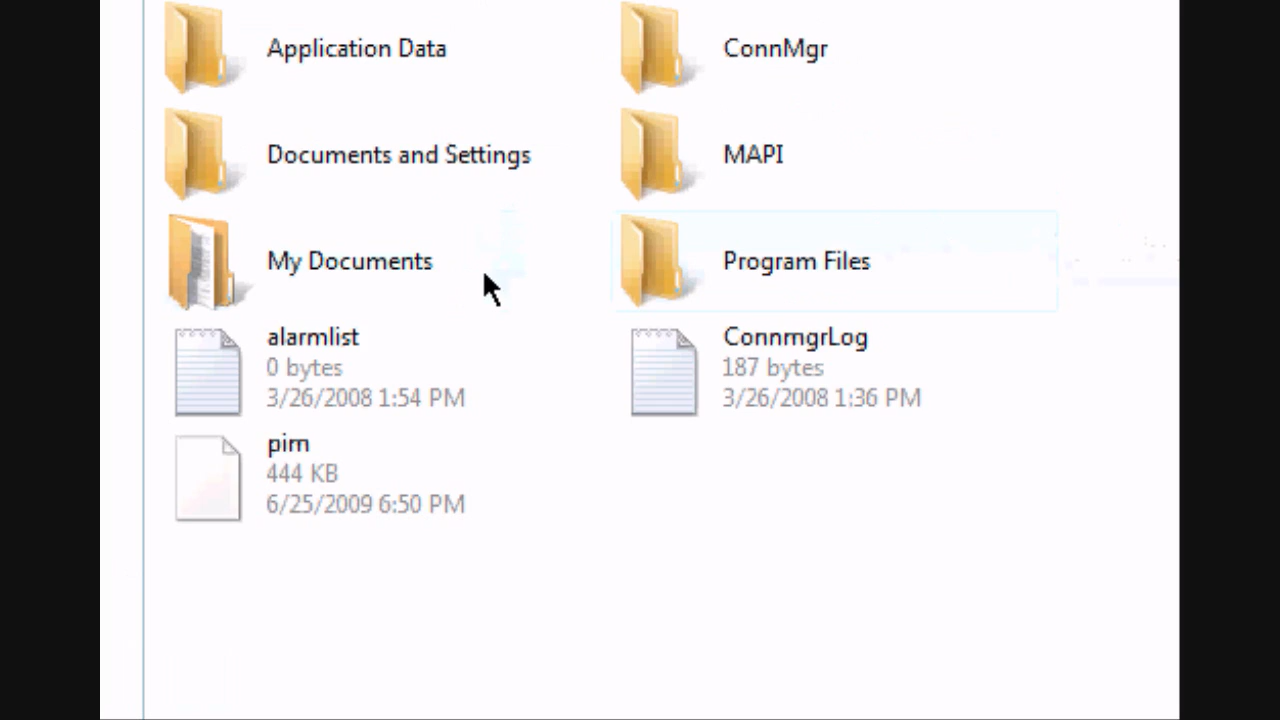 Application Data
ConnMgr
Documents and Settings
MAPI
My Documents
Program Files
alarmlist
0 bytes
3/26/2008 1:54 PM
ConnmgrLog
187 bytes
3/26/2008 1:36 PM
pim
444 KB
6/25/2009 6:50 PM